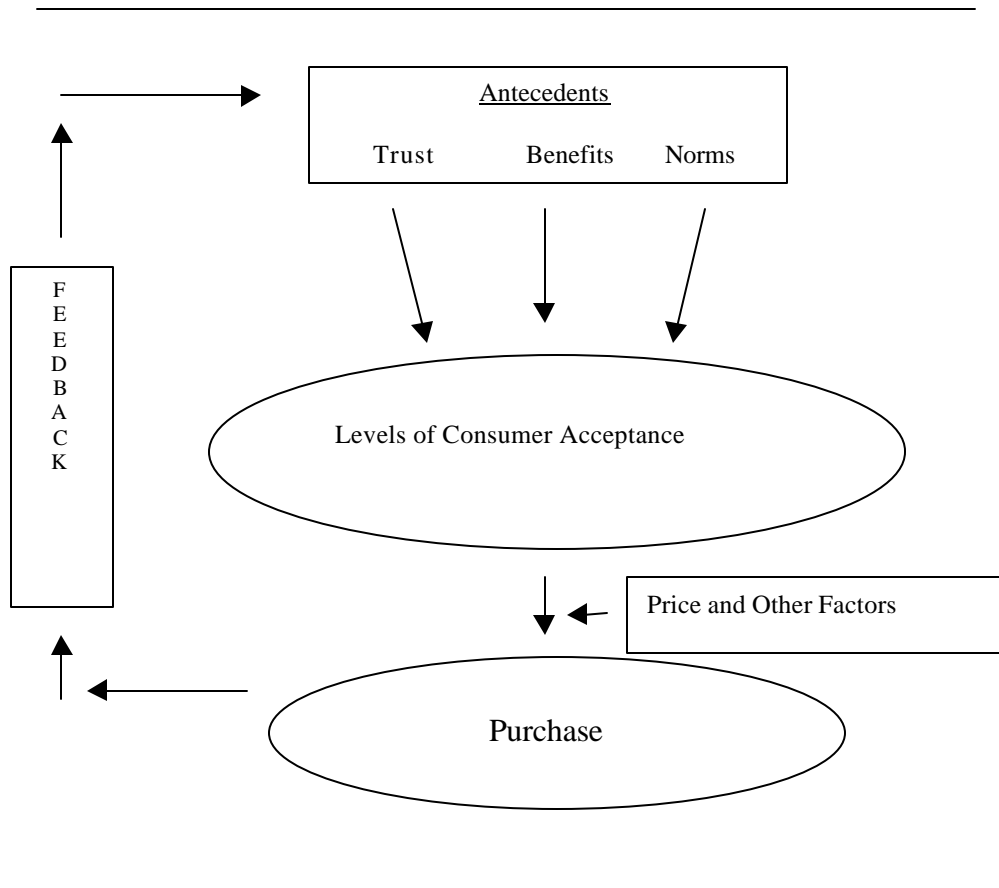 Antecedents
Trust Benefits Norms
F
E
E
D
B
A
C
K
Levels of Consumer Acceptance
Price and Other Factors
Purchase